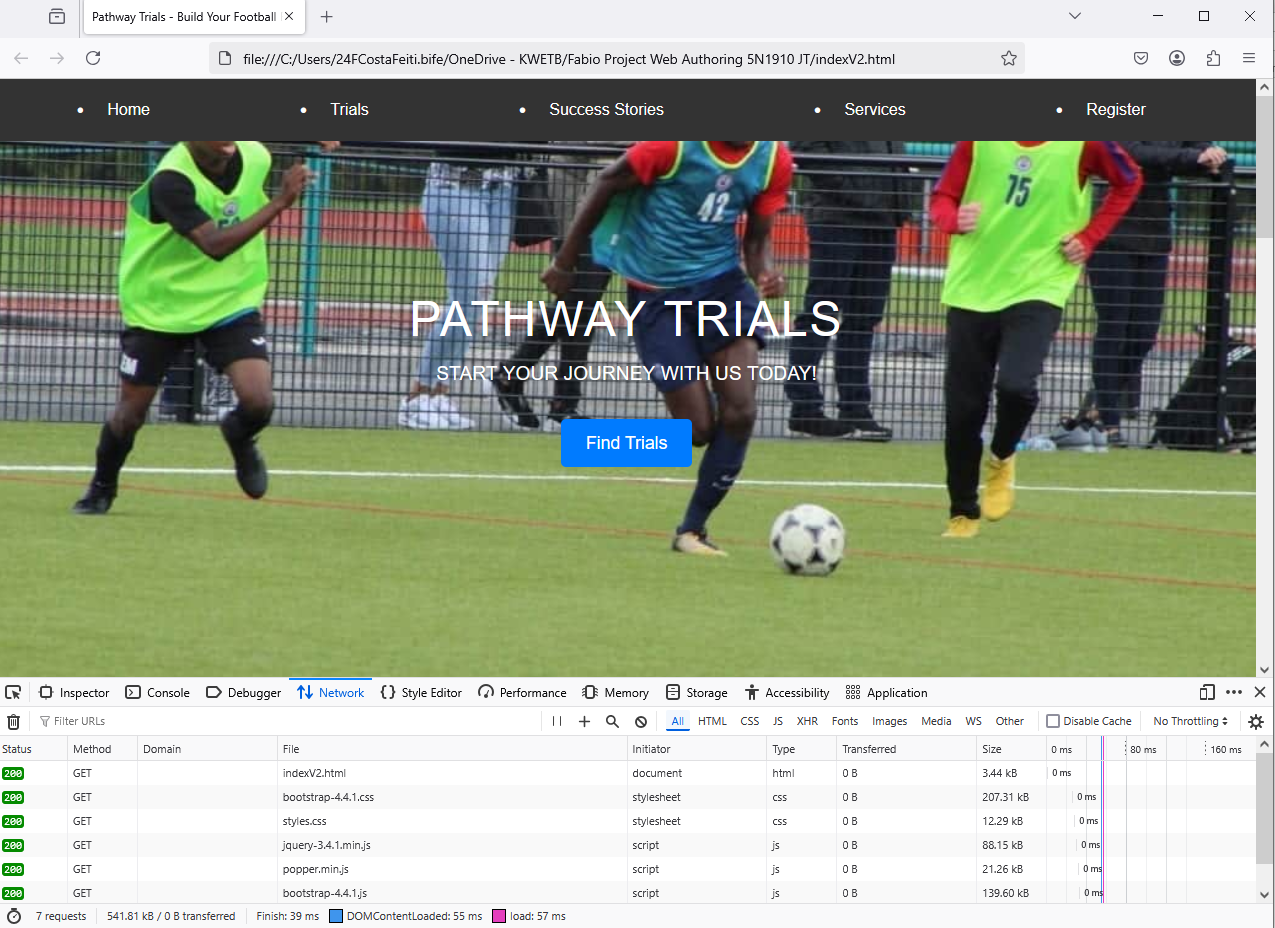 Pathway Trials - Build Your Football
file:///C:/Users/24FCostaFeiti.bife/OneDrive - KWETB/Fabio Project Web Authoring 5N1910 JT/indexV2.html
Home Trials Success Stories Services Register
42
75
PATHWAY TRIALS
START YOUR JOURNEY WITH US TODAY!
Find Trials
Inspector Console Debugger Network Style Editor Performance Memory Storage Accessibility Application
Filter URLs All HTML CSS JS XHR Fonts Images Media WS Other Disable Cache No Throttling
Status Method Domain File Initiator Type Transferred Size 0 ms 80 ms 160 ms
200 GET indexV2.html document html 0 B 3.44 kB 0 ms
200 GET bootstrap-4.4.1.css stylesheet css 0 B 207.31 kB 0 ms
200 GET styles.css stylesheet css 0 B 12.29 kB 0 ms
200 GET jquery-3.4.1.min.js script js 0 B 88.15 kB 0 ms
200 GET popper.min.js script js 0 B 21.26 kB 0 ms
200 GET bootstrap-4.4.1.js script js 0 B 139.60 kB 0 ms
7 requests 541.81 kB / 0 B transferred Finish: 39 ms DOMContentLoaded: 55 ms load: 57 ms